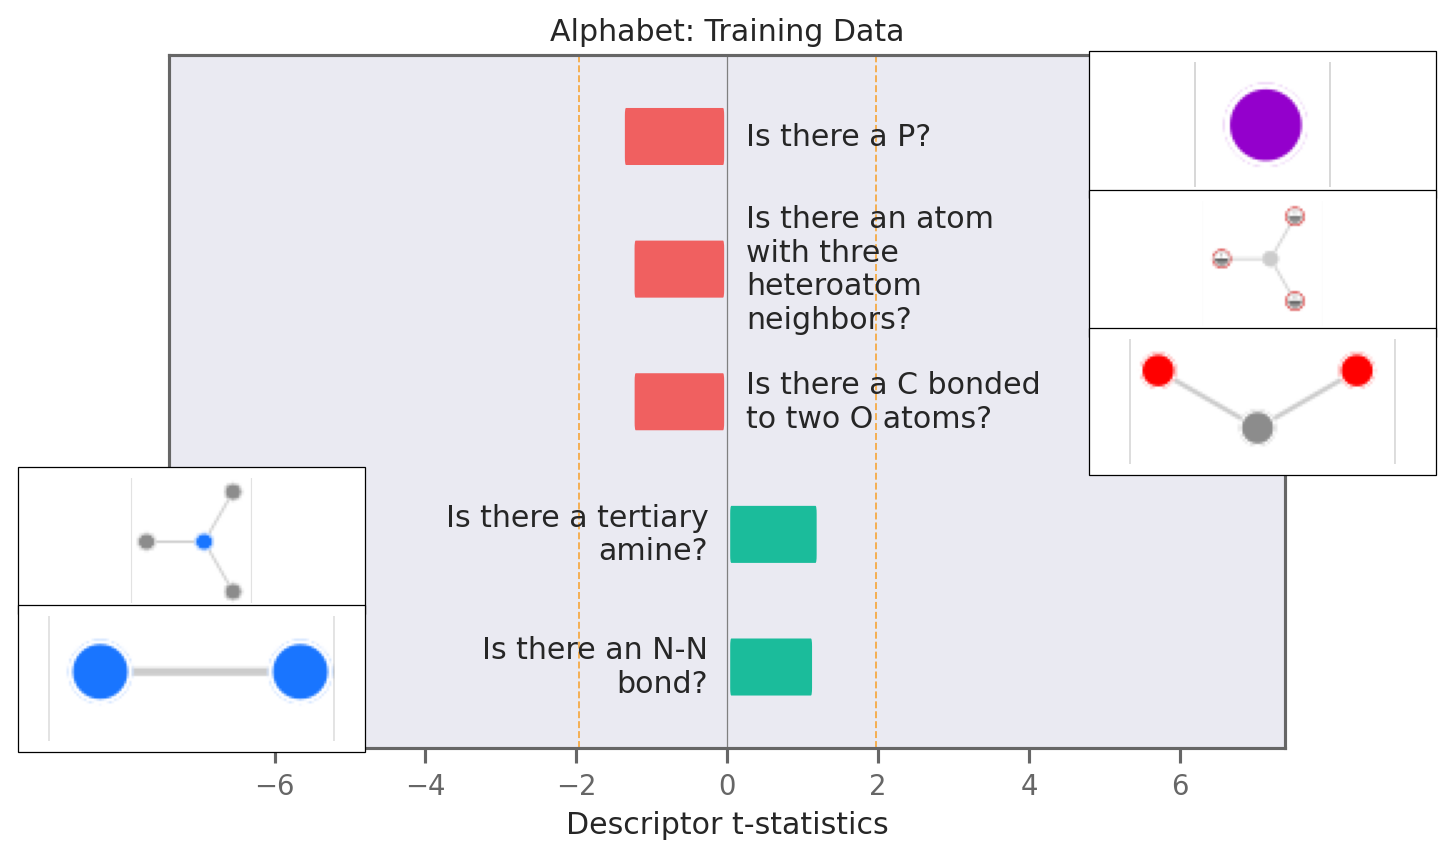 Alphabet: Training Data
Is there a P?
Is there an atom
with three
heteroatom
neighbors?
Is there a C bonded
to two O atoms?
Is there a tertiary
amine?
Is there an N-N
bond?
−6
−4
−2
0
2
4
6
Descriptor t-statistics